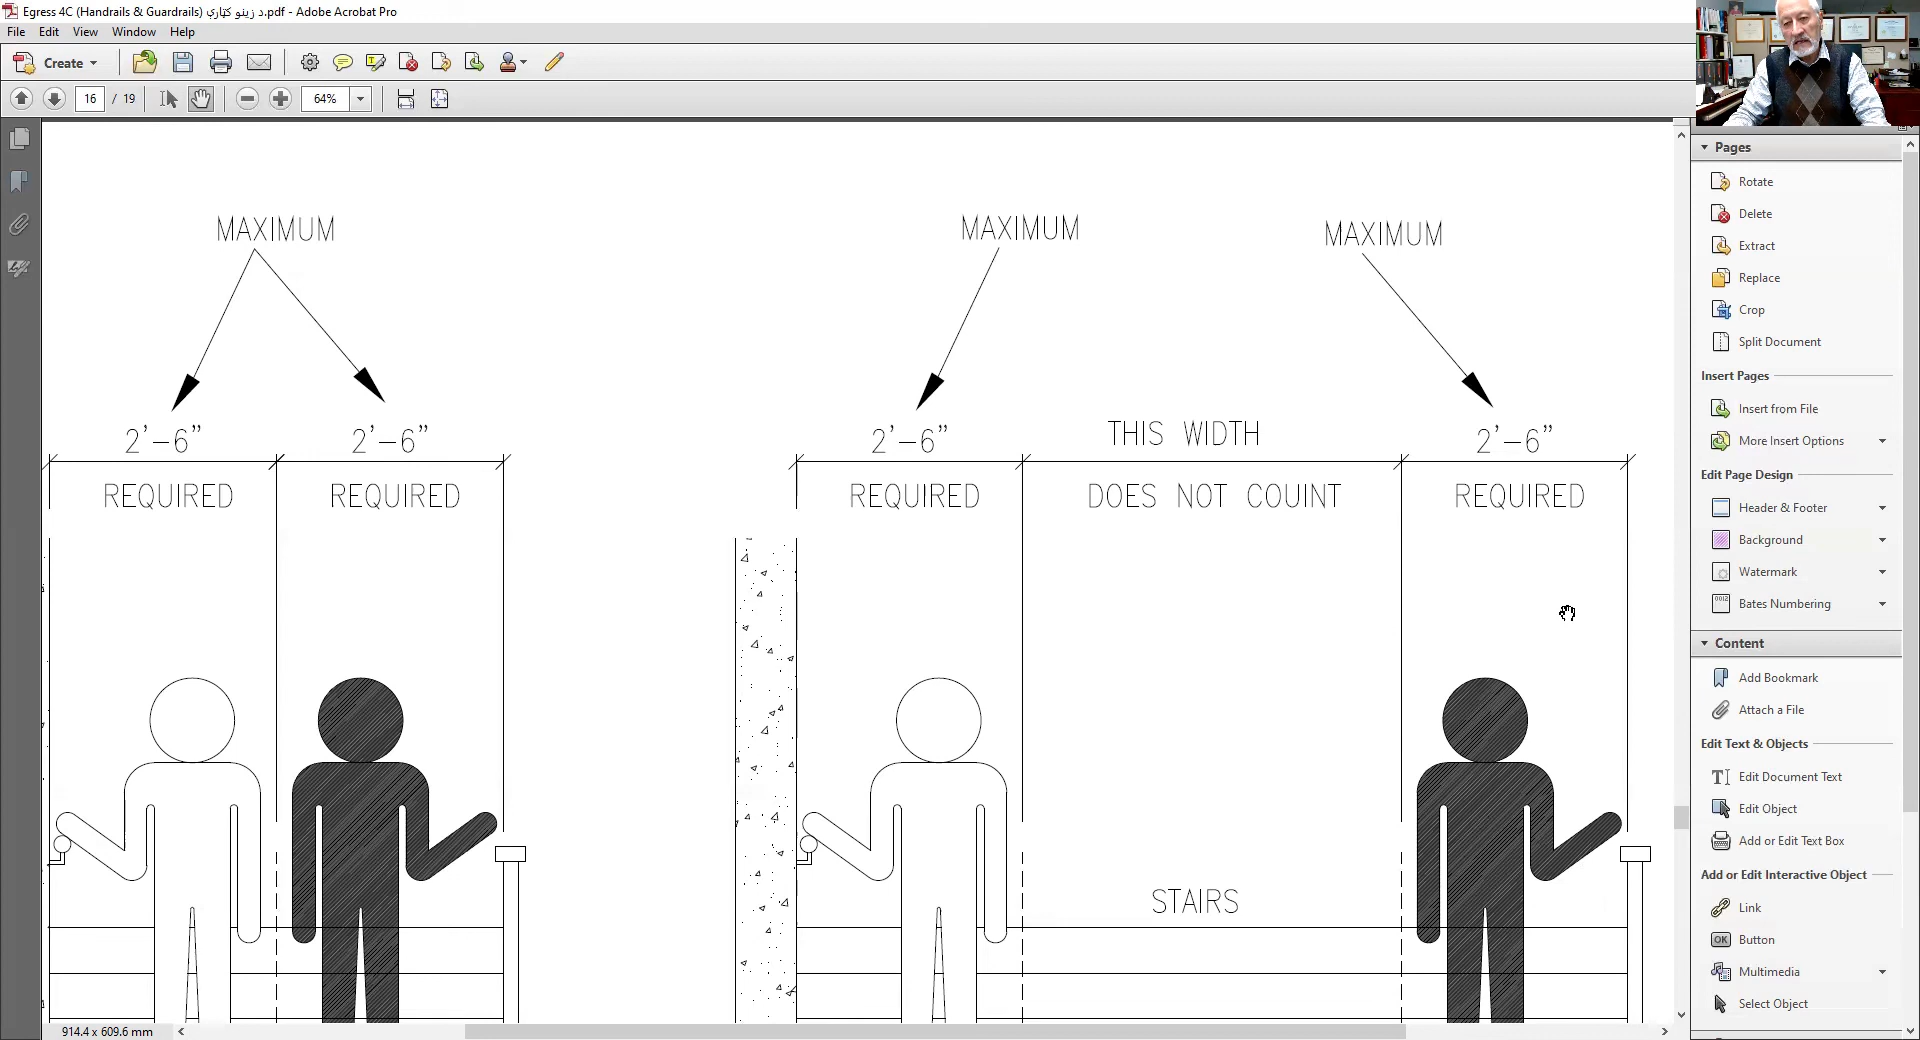 Egress 4C (Handrails & Guardrails) د زینو کټارې.pdf - Adobe Acrobat Pro
File Edit View Window Help
Create
16 / 19 64%
MAXIMUM MAXIMUM MAXIMUM
2'-6" 2'-6" 2'-6" THIS WIDTH 2'-6"
REQUIRED REQUIRED REQUIRED DOES NOT COUINT REQUIRED
STAIRS
914.4 x 609.6 mm
Pages
Rotate
Delete
Extract
Replace
Crop
Split Document
Insert Pages
Insert from File
More Insert Options
Edit Page Design
Header & Footer
Background
Watermark
Bates Numbering
Content
Add Bookmark
Attach a File
Edit Text & Objects
Edit Document Text
Edit Object
Add or Edit Text Box
Add or Edit Interactive Object
Link
OK Button
Multimedia
Select Object